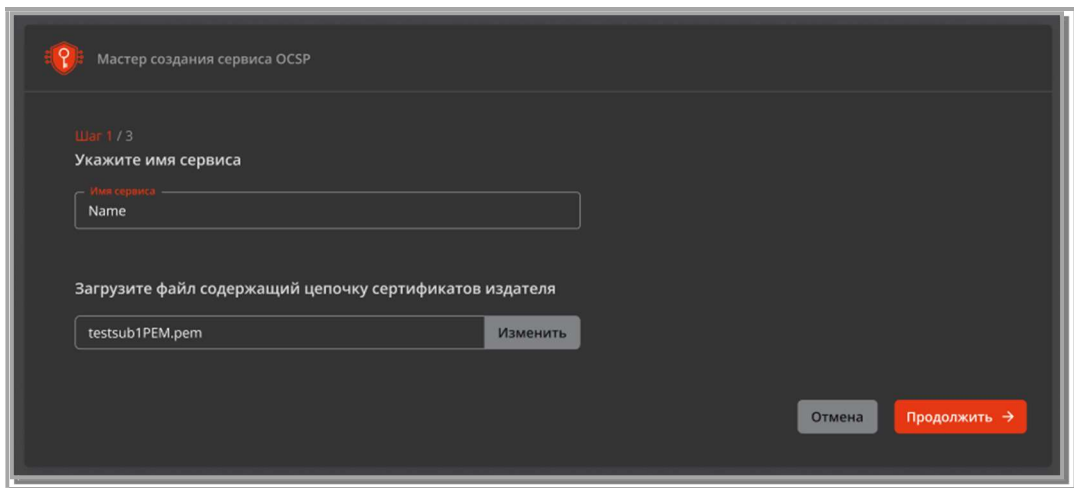 Мастер создания сервиса OCSP
Шаг 1 / 3
Укажите имя сервиса
Имя сервиса
Name
Загрузите файл содержащий цепочку сертификатов издателя
testsub1PEM.pem
Изменить
Отмена
Продолжить →